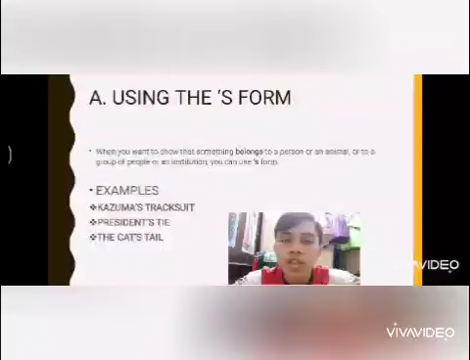 A. USING THE 'S FORM
• When you want to show that something belongs to a person or an animal, or to a
group of people or an institution, you can use 's form.
• EXAMPLES
❖KAZUMA'S TRACKSUIT
❖PRESIDENT'S TIE
❖THE CAT'S TAIL
VIVAVIDEO
VIVAVIDEO